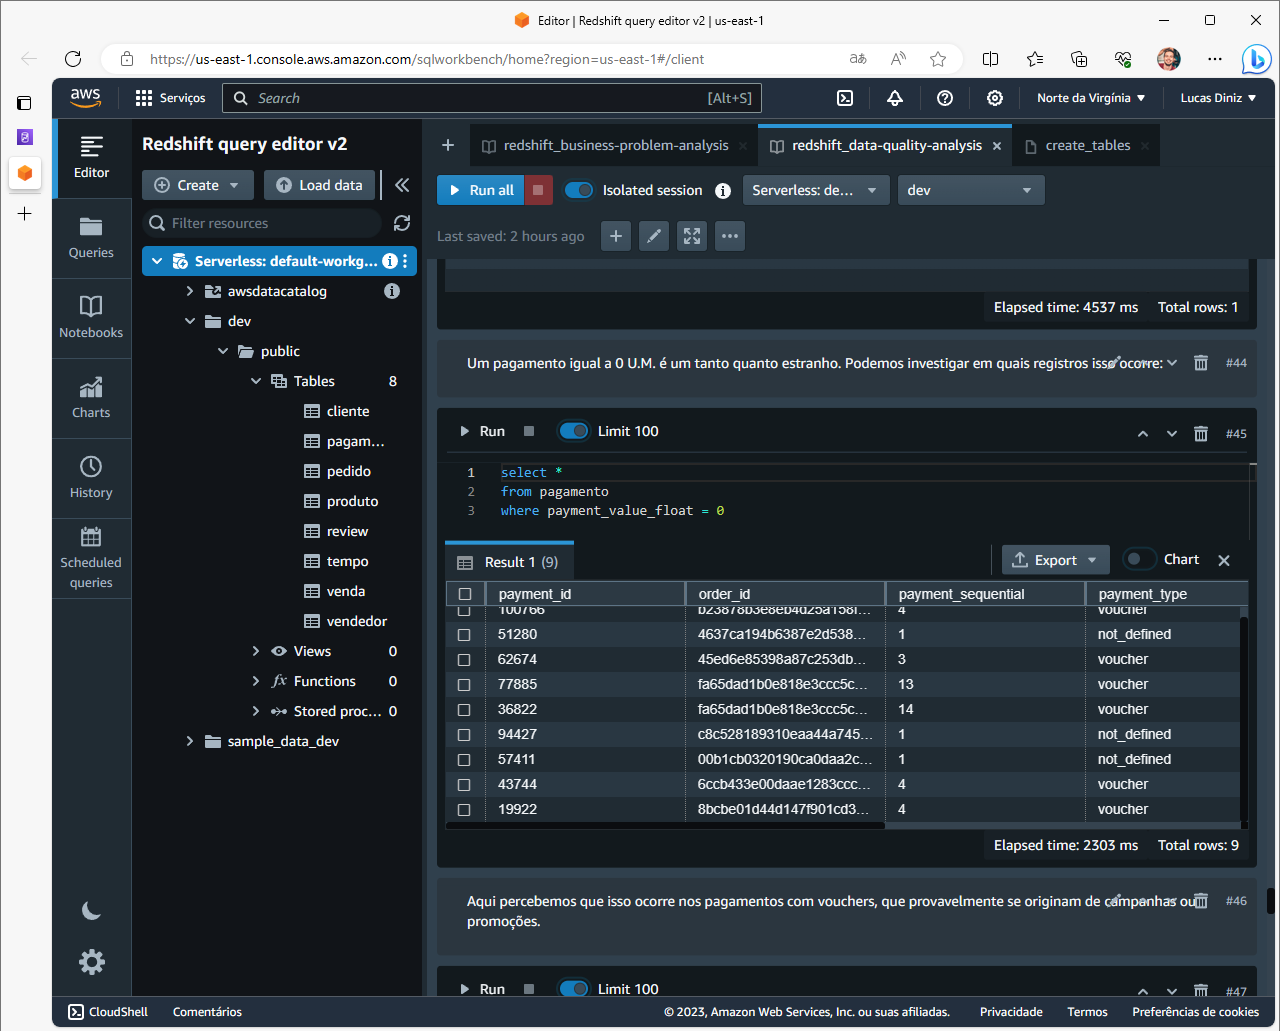 Editor | Redshift query editor v2 | us-east-1
https://us-east-1.console.aws.amazon.com/sqlworkbench/home?region=us-east-1#/client
aws
Serviços
Search
[Alt+S]
Norte da Virgínia
Lucas Diniz
Editor
Queries
Notebooks
Charts
History
Scheduled
queries
Redshift query editor v2
Create
Load data
Filter resources
Serverless: default-workg...
awsdatacatalog
dev
public
Tables 8
cliente
pagam...
pedido
produto
review
tempo
venda
vendedor
Views 0
Functions 0
Stored proc... 0
sample_data_dev
redshift_business-problem-analysis
redshift_data-quality-analysis
create_tables
Run all
Isolated session
Serverless: de...
dev
Last saved: 2 hours ago
Elapsed time: 4537 ms Total rows: 1
Um pagamento igual a 0 U.M. é um tanto quanto estranho. Podemos investigar em quais registros isso ocorre:
#44
Run
Limit 100
#45
1 select *
2 from pagamento
3 where payment_value_float = 0
Result 1 (9)
Export
Chart
payment_id order_id payment_sequential payment_type
100766 b23878b3e8eb4d25a158f... 4 voucher
51280 4637ca194b6387e2d538... 1 not_defined
62674 45ed6e85398a87c253db... 3 voucher
77885 fa65dad1b0e818e3ccc5c... 13 voucher
36822 fa65dad1b0e818e3ccc5c... 14 voucher
94427 c8c528189310eaa44a745... 1 not_defined
57411 00b1cb0320190ca0daa2c... 1 not_defined
43744 6ccb433e00daae1283ccc... 4 voucher
19922 8bcbe01d44d147f901cd3... 4 voucher
Elapsed time: 2303 ms Total rows: 9
Aqui percebemos que isso ocorre nos pagamentos com vouchers, que provavelmente se originam de campanhas ou
promoções.
#46
Run
Limit 100
#47
CloudShell
Comentários
© 2023, Amazon Web Services, Inc. ou suas afiliadas.
Privacidade
Termos
Preferências de cookies